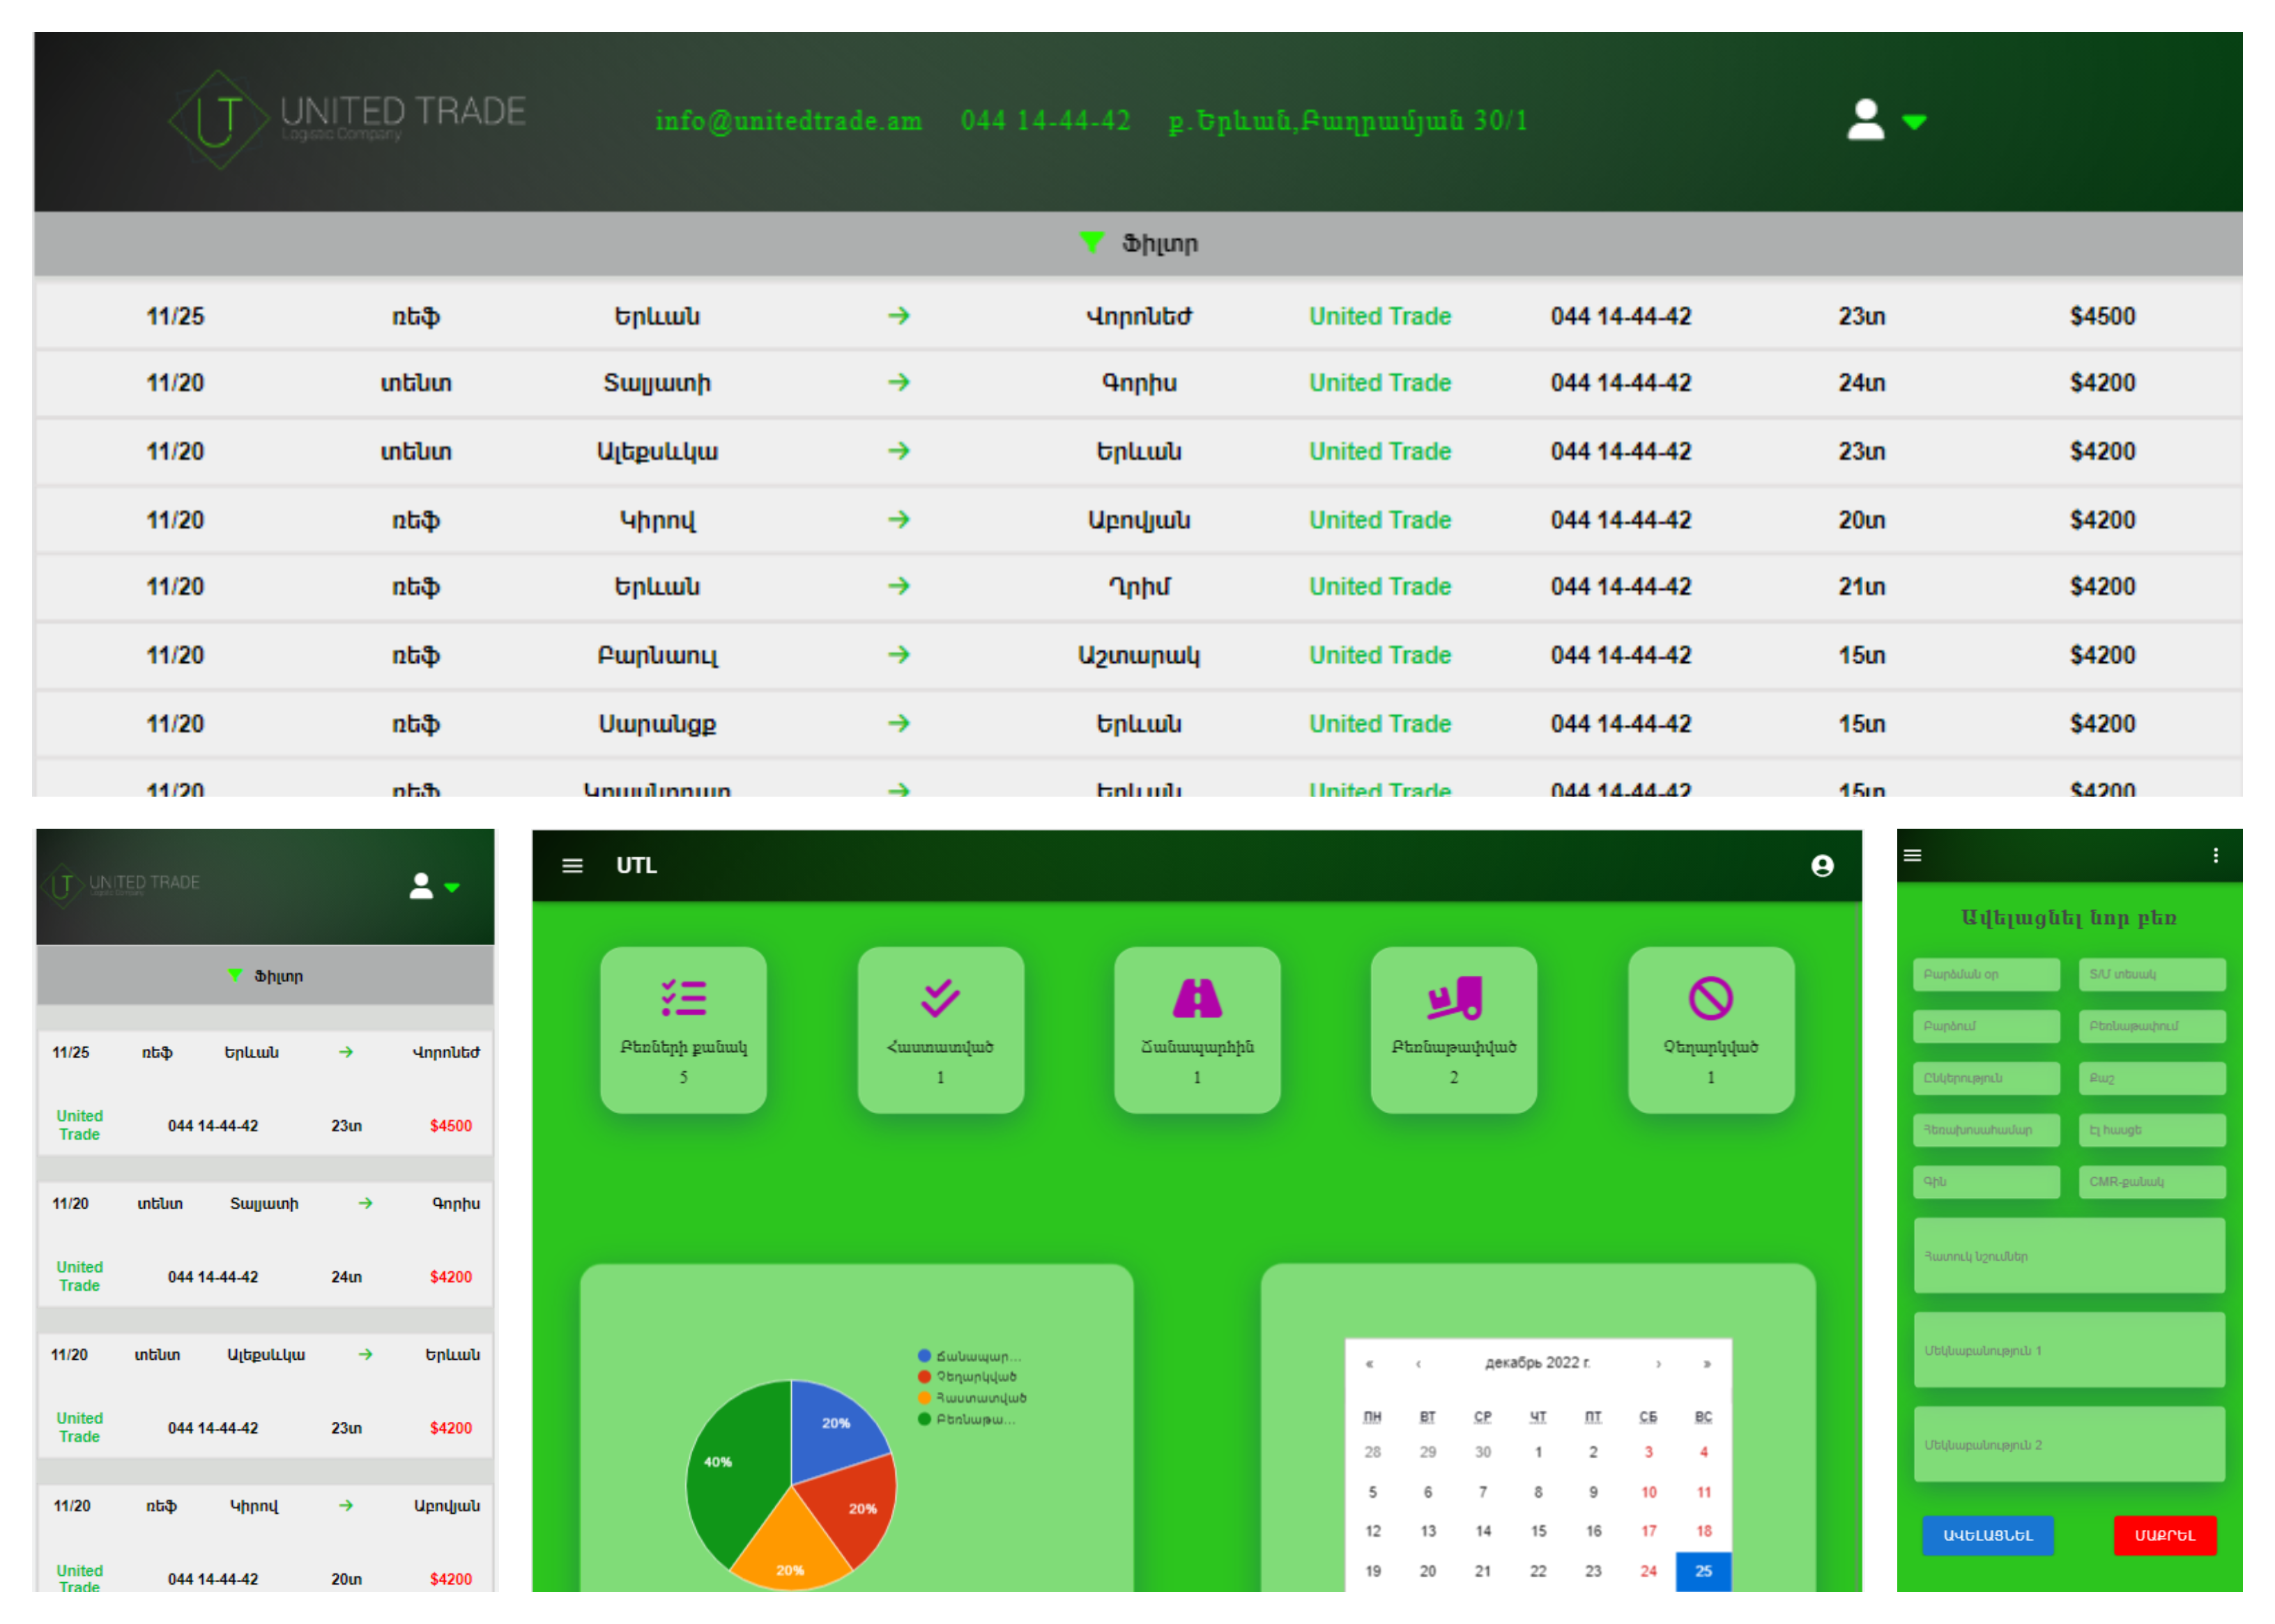 UNITED TRADE
Logistic Company
info@unitedtrade.am 044 14-44-42 ք.Երևան,Բաղրամյան 30/1
Ֆիլտր
11/25 ռեֆ Երևան → Վորոնեժ United Trade 044 14-44-42 23տ $4500
11/20 տենտ Տալյատի → Գորիս United Trade 044 14-44-42 24տ $4200
11/20 տենտ Ալեքսևկա → Երևան United Trade 044 14-44-42 23տ $4200
11/20 ռեֆ Կիրով → Աբովյան United Trade 044 14-44-42 20տ $4200
11/20 ռեֆ Երևան → Ղրիմ United Trade 044 14-44-42 21տ $4200
11/20 ռեֆ Բարնաուլ → Աշտարակ United Trade 044 14-44-42 15տ $4200
11/20 ռեֆ Սարանցք → Երևան United Trade 044 14-44-42 15տ $4200
11/20 ռեֆ → Երևան United Trade 044 14-44-42 15տ $4200
UNITED TRADE
Logistic Company
Ֆիլտր
11/25 ռեֆ Երևան → Վորոնեժ
United Trade 044 14-44-42 23տ $4500
11/20 տենտ Տալյատի → Գորիս
United Trade 044 14-44-42 24տ $4200
11/20 տենտ Ալեքսևկա → Երևան
United Trade 044 14-44-42 23տ $4200
11/20 ռեֆ Կիրով → Աբովյան
United Trade 044 14-44-42 20տ $4200
UTL
Բեռների քանակ Հաստատված Ճանապարհին Բեռնաթափված Չեղարկված
5 1 1 2 1
Ճանապար...
Չեղարկված
Հաստատված
Բեռնաթա...
20%
40%
20%
20%
« ‹ декабрь 2022 г. › »
ПН ВТ СР ЧТ ПТ СБ ВС
28 29 30 1 2 3 4
5 6 7 8 9 10 11
12 13 14 15 16 17 18
19 20 21 22 23 24 25
Ավելացնել նոր բեռ
Բարձման օր Տ/Մ տեսակ
Բարձում Բեռնաթափում
Ընկերություն Քաշ
Հեռախոսահամար Էլ հասցե
Գին CMR-քանակ
Հատուկ նշումներ
Մեկնաբանություն 1
Մեկնաբանություն 2
ԱՎԵԼԱՑՆԵԼ ՄԱՔՐԵԼ